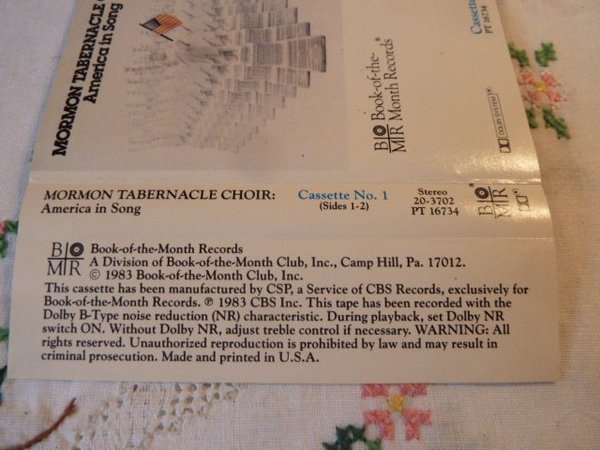 MORMON TABERNACLE
America in Song
B|O Book-of-the-
M|R Month Records®
Cassette
PT 16734
DOLBY SYSTEM
MORMON TABERNACLE CHOIR:
America in Song
Cassette No. 1
(Sides 1-2)
Stereo
20-3702
PT 16734
B|O
M|R
B|O Book-of-the-Month Records
M|R A Division of Book-of-the-Month Club, Inc., Camp Hill, Pa. 17012.
© 1983 Book-of-the-Month Club, Inc.
This cassette has been manufactured by CSP, a Service of CBS Records, exclusively for
Book-of-the-Month Records. ℗ 1983 CBS Inc. This tape has been recorded with the
Dolby B-Type noise reduction (NR) characteristic. During playback, set Dolby NR
switch ON. Without Dolby NR, adjust treble control if necessary. WARNING: All
rights reserved. Unauthorized reproduction is prohibited by law and may result in
criminal prosecution. Made and printed in U.S.A.